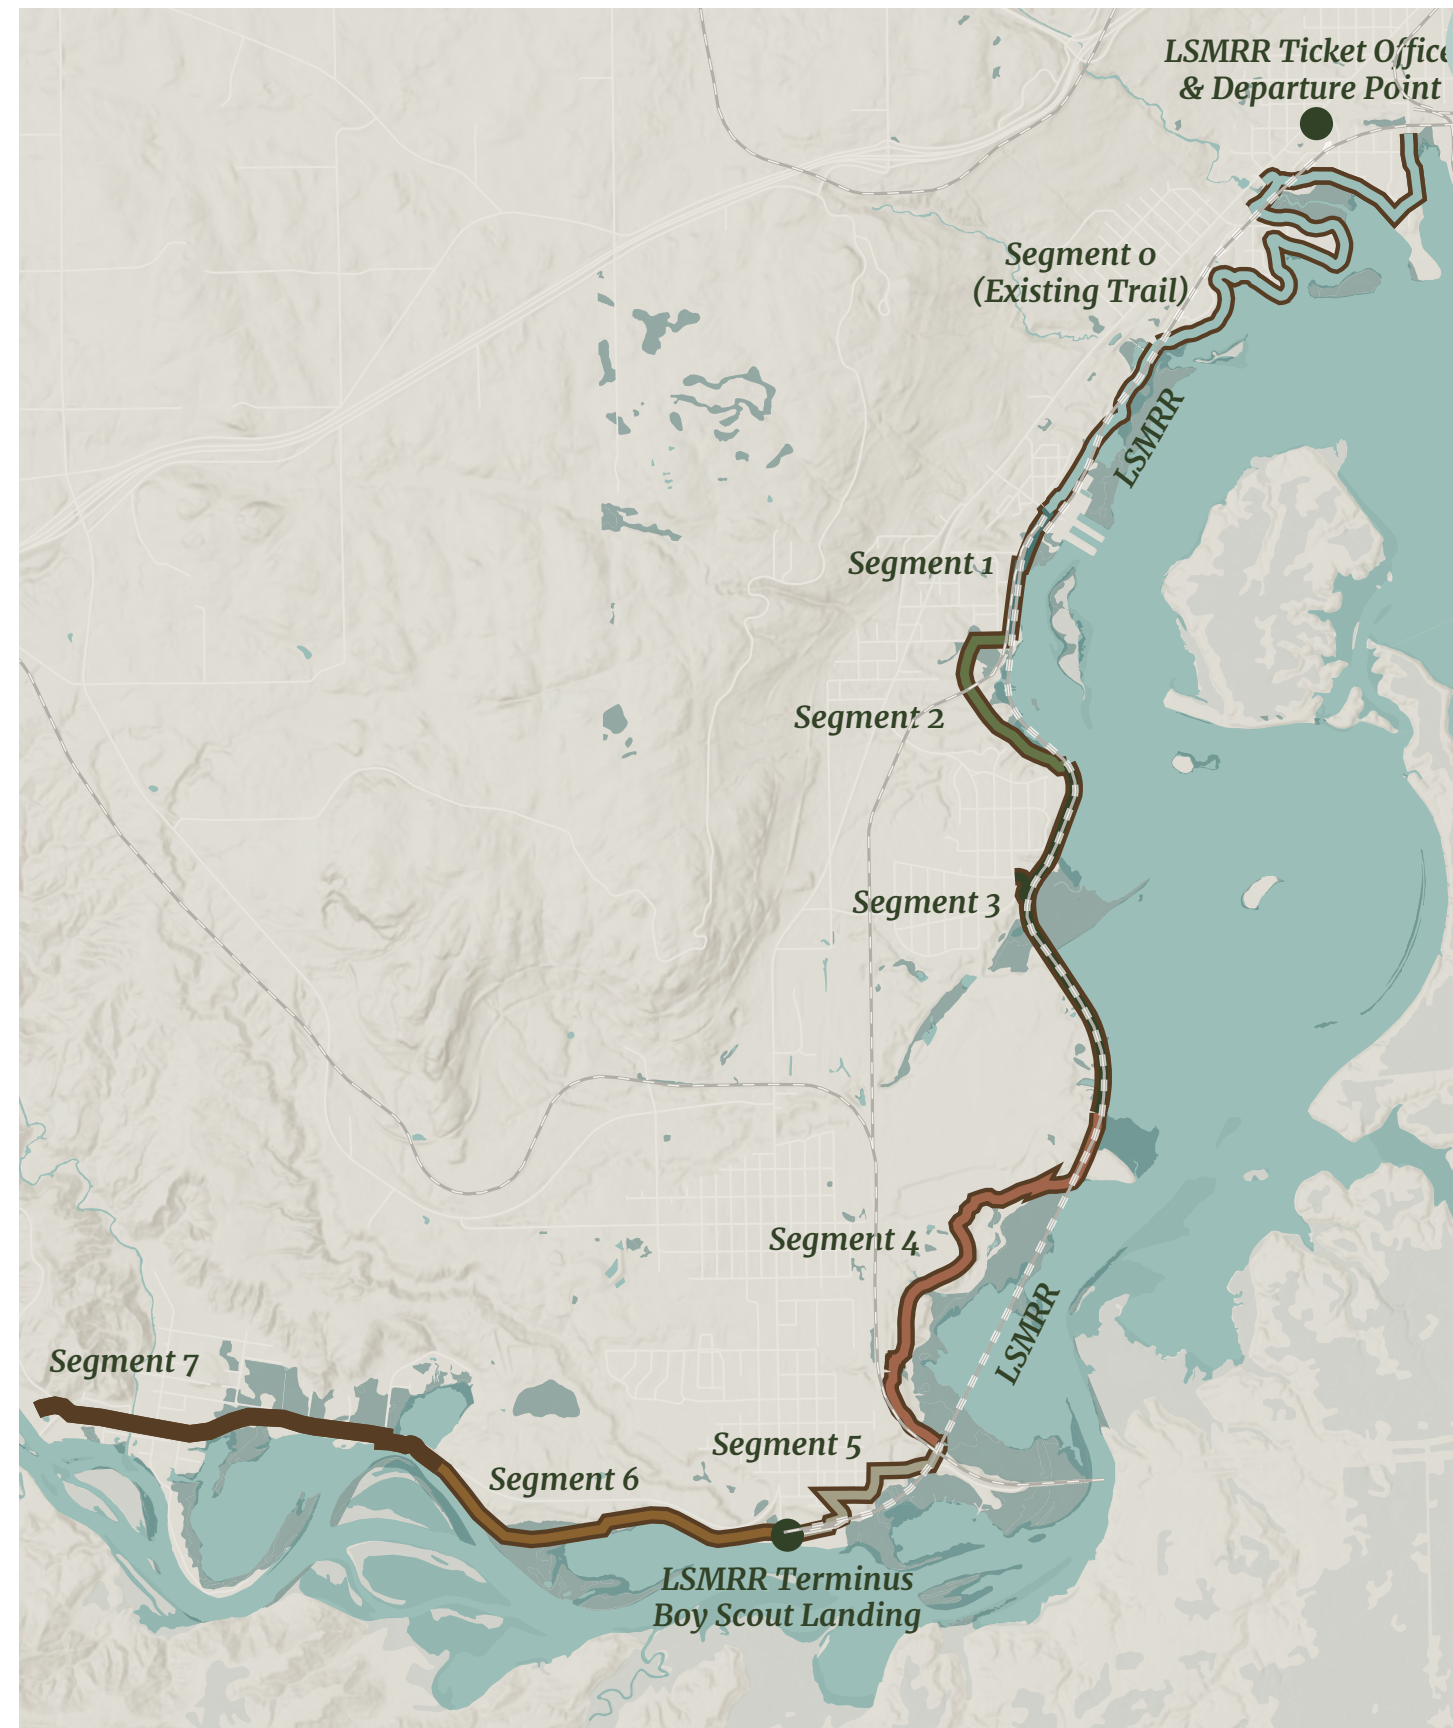 LSMRR Ticket Office
& Departure Point
Segment 0
(Existing Trail)
LSMRR
Segment 1
Segment 2
Segment 3
Segment 4
LSMRR
Segment 7
Segment 5
Segment 6
LSMRR Terminus
Boy Scout Landing